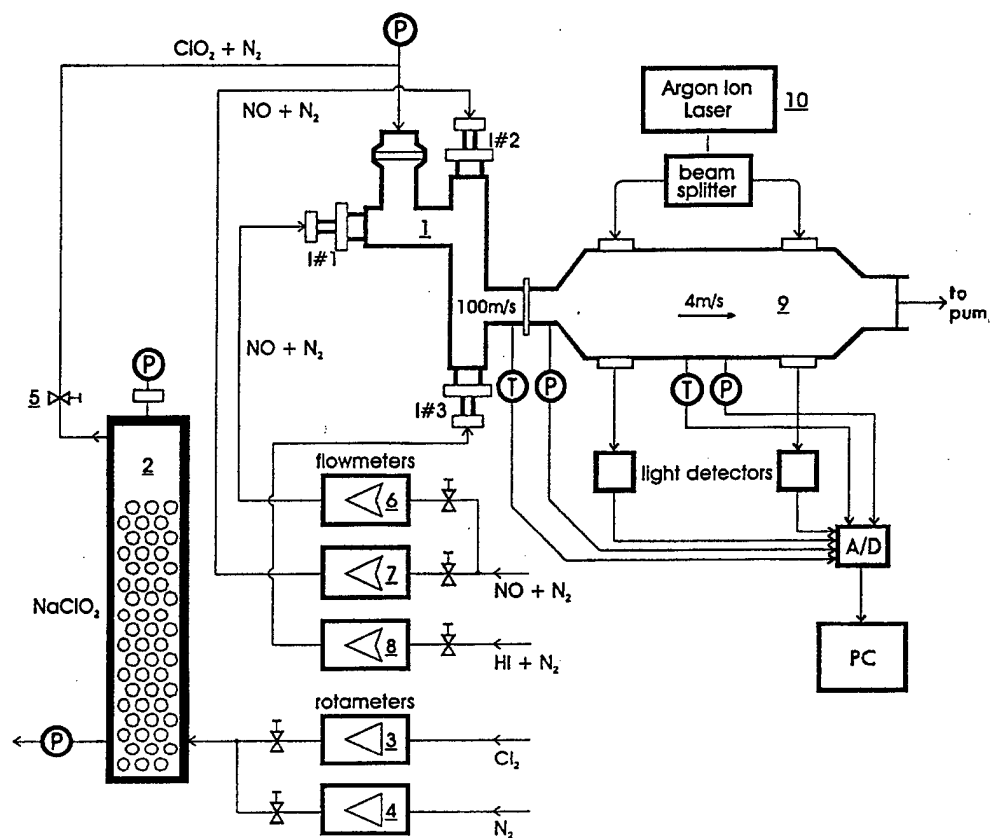 P
ClO₂ + N₂
NO + N₂
I#2
Argon Ion
Laser
10
beam
splitter
1
I#1
100m/s
4m/s
9
to
pum
NO + N₂
P
5
T
P
T
P
I#3
2
flowmeters
6
light detectors
A/D
7
NO + N₂
NaClO₂
8
HI + N₂
PC
rotameters
P
3
Cl₂
4
N₂